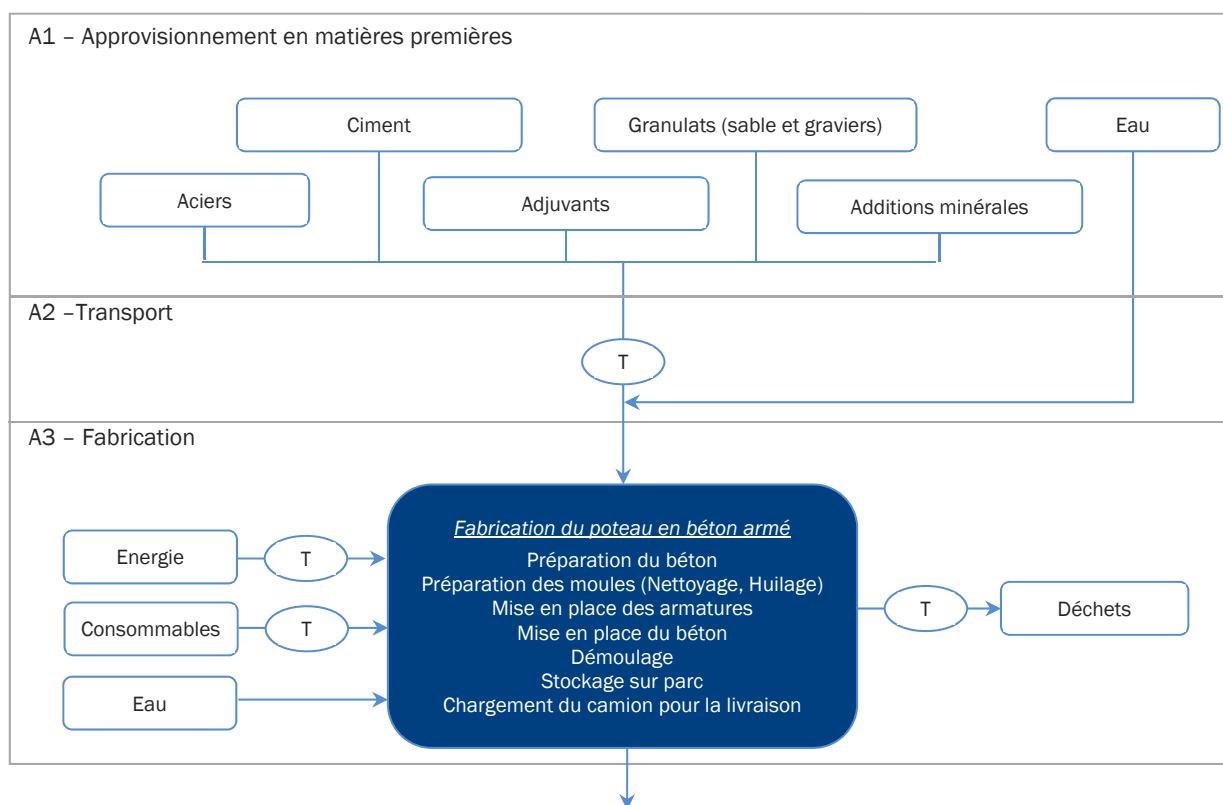 A1 – Approvisionnement en matières premières
Ciment
Granulats (sable et graviers)
Eau
Aciers
Adjuvants
Additions minérales
A2 –Transport
T
A3 – Fabrication
Fabrication du poteau en béton armé
Préparation du béton
Préparation des moules (Nettoyage, Huilage)
Mise en place des armatures
Mise en place du béton
Démoulage
Stockage sur parc
Chargement du camion pour la livraison
Energie
T
Consommables
T
Eau
T
Déchets